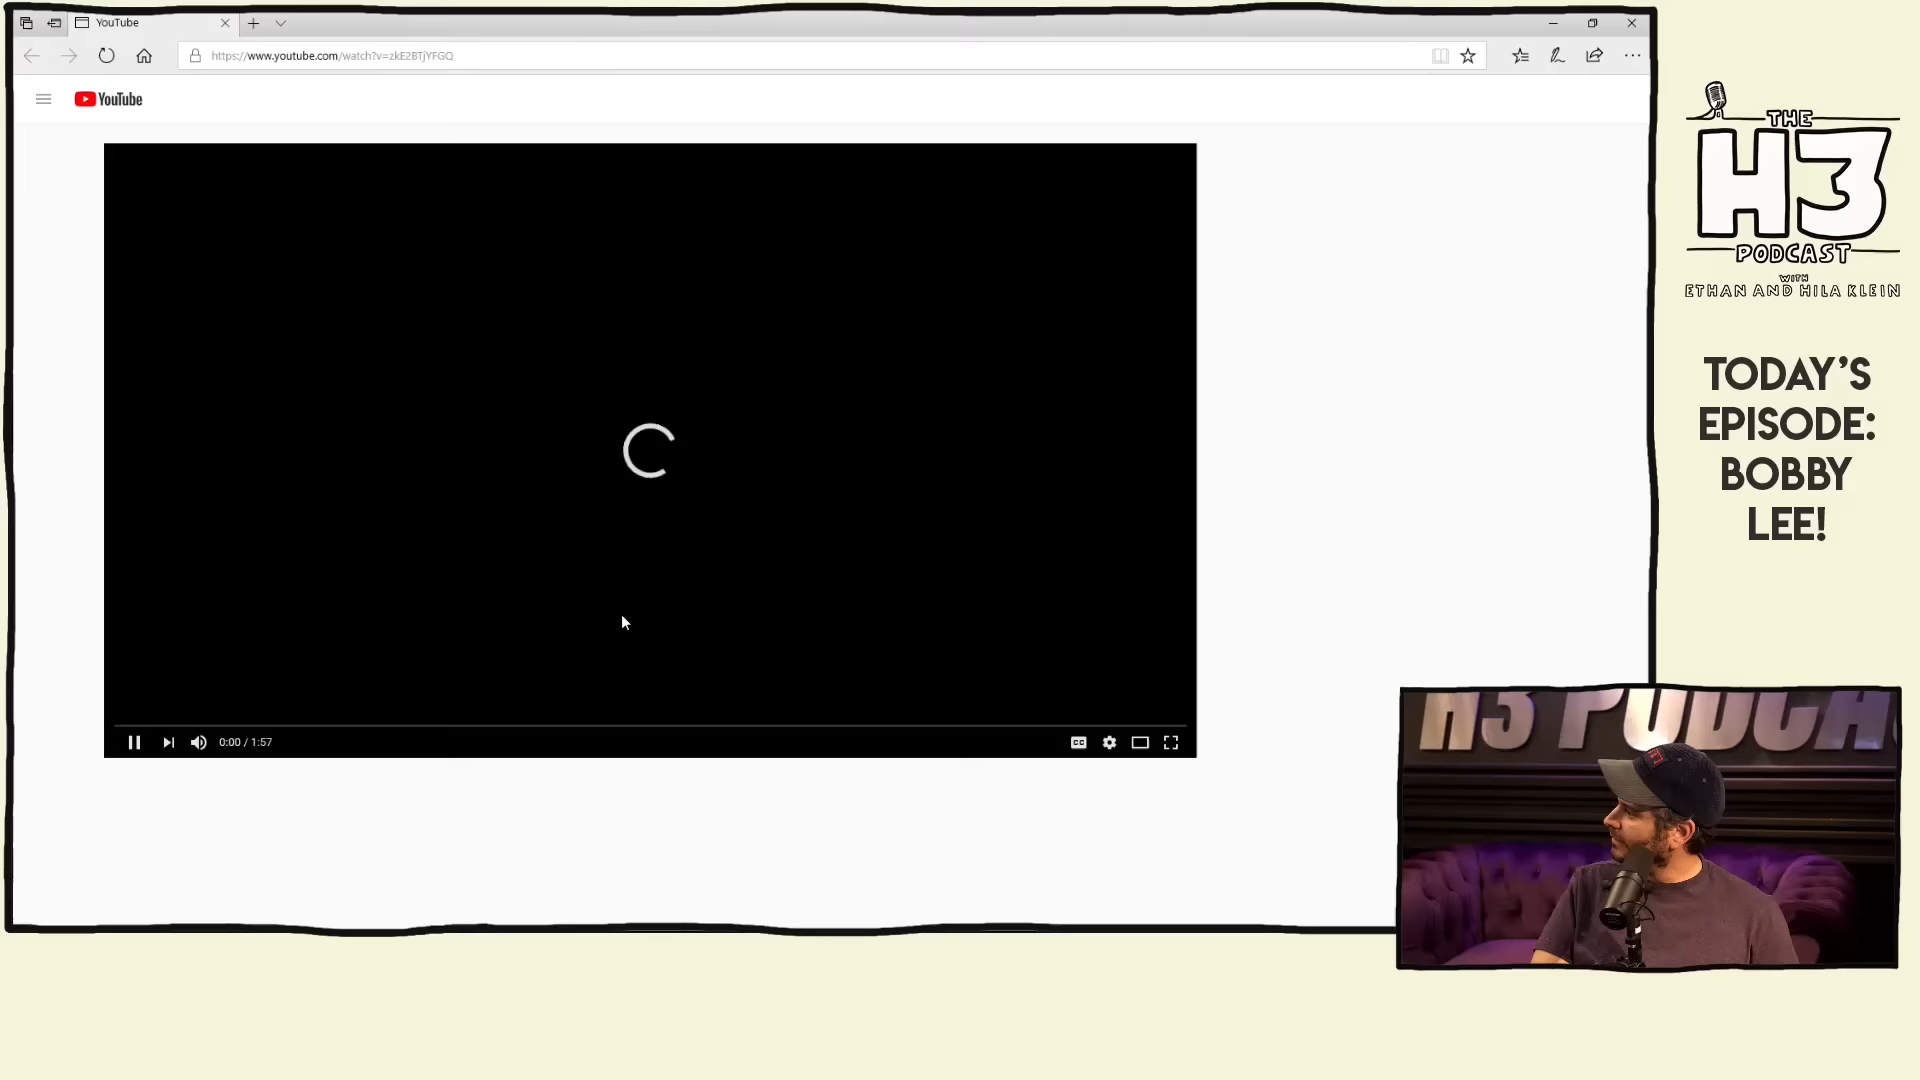 YouTube
https://www.youtube.com/watch?v=zkE2BTjYFGQ
YouTube
THE
H3
PODCAST
WITH
ETHAN AND HILA KLEIN
TODAY'S
EPISODE:
BOBBY
LEE!
0:00 / 1:57
CC
H3 PODCA